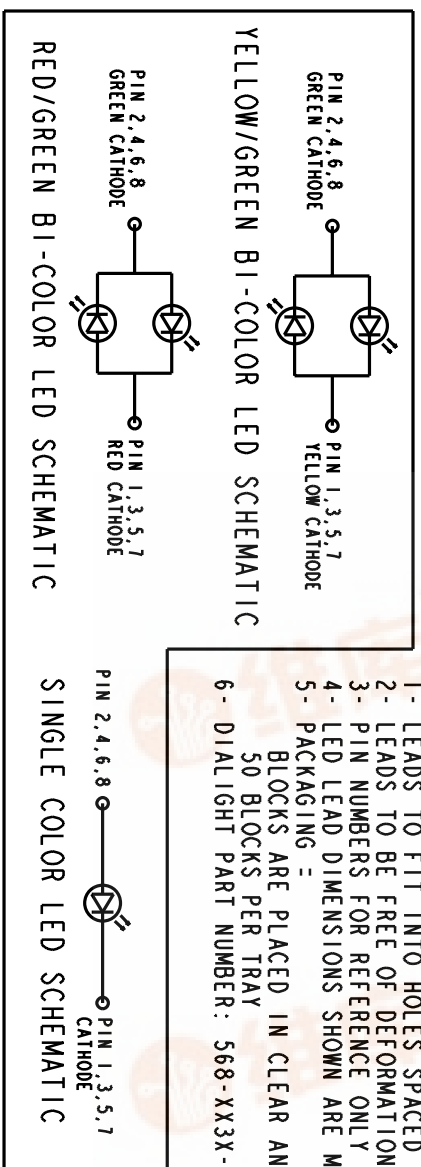 PIN 2,4,6,8
GREEN CATHODE
PIN 1,3,5,7
YELLOW CATHODE
YELLOW/GREEN BI-COLOR LED SCHEMATIC
PIN 2,4,6,8
GREEN CATHODE
PIN 1,3,5,7
RED CATHODE
RED/GREEN BI-COLOR LED SCHEMATIC
1- LEADS TO FIT INTO HOLES SPACED
2- LEADS TO BE FREE OF DEFORMATION
3- PIN NUMBERS FOR REFERENCE ONLY
4- LED LEAD DIMENSIONS SHOWN ARE
5- PACKAGING =
BLOCKS ARE PLACED IN CLEAR
50 BLOCKS PER TRAY
6- DIALIGHT PART NUMBER: 568-XX3X-
PIN 2,4,6,8
PIN 1,3,5,7
CATHODE
SINGLE COLOR LED SCHEMATIC